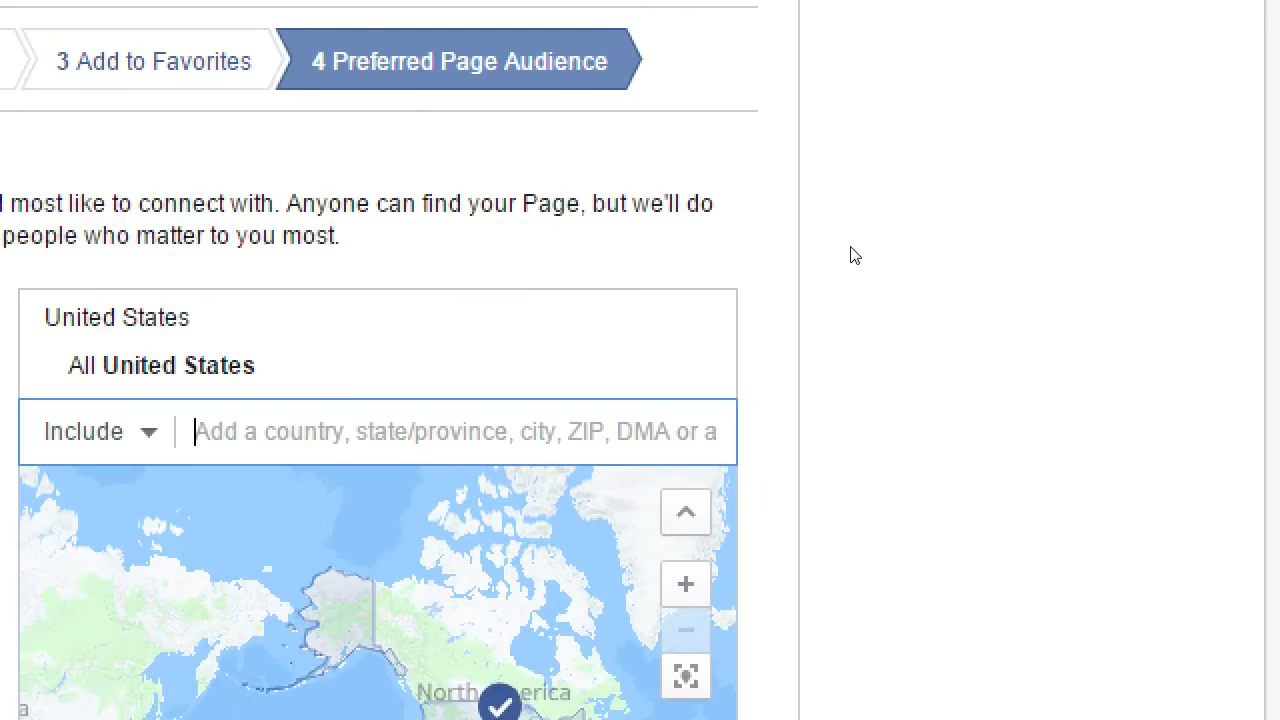 3 Add to Favorites
4 Preferred Page Audience
most like to connect with. Anyone can find your Page, but we'll do
people who matter to you most.
United States
All United States
Include
Add a country, state/province, city, ZIP, DMA or a
North erica
a